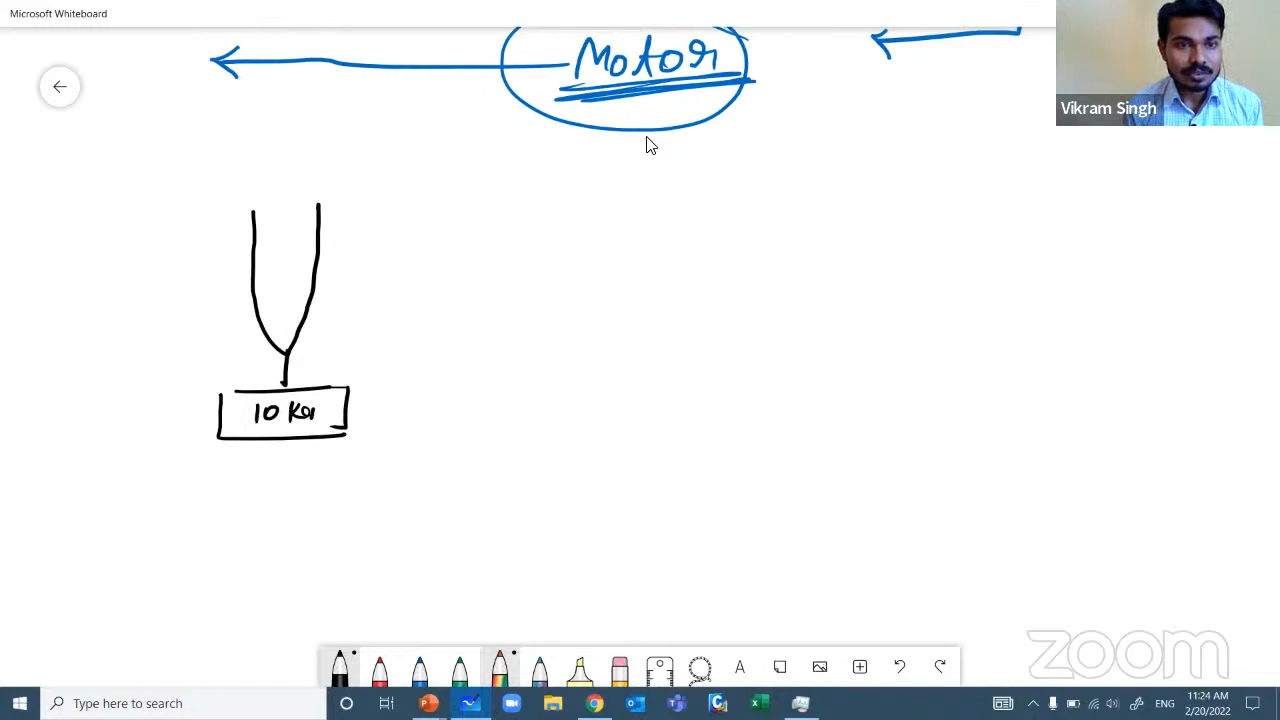 Microsoft Whiteboard
Motor
Vikram Singh
10 Kg
zoom
Type here to search
ENG
11:24 AM
2/20/2022